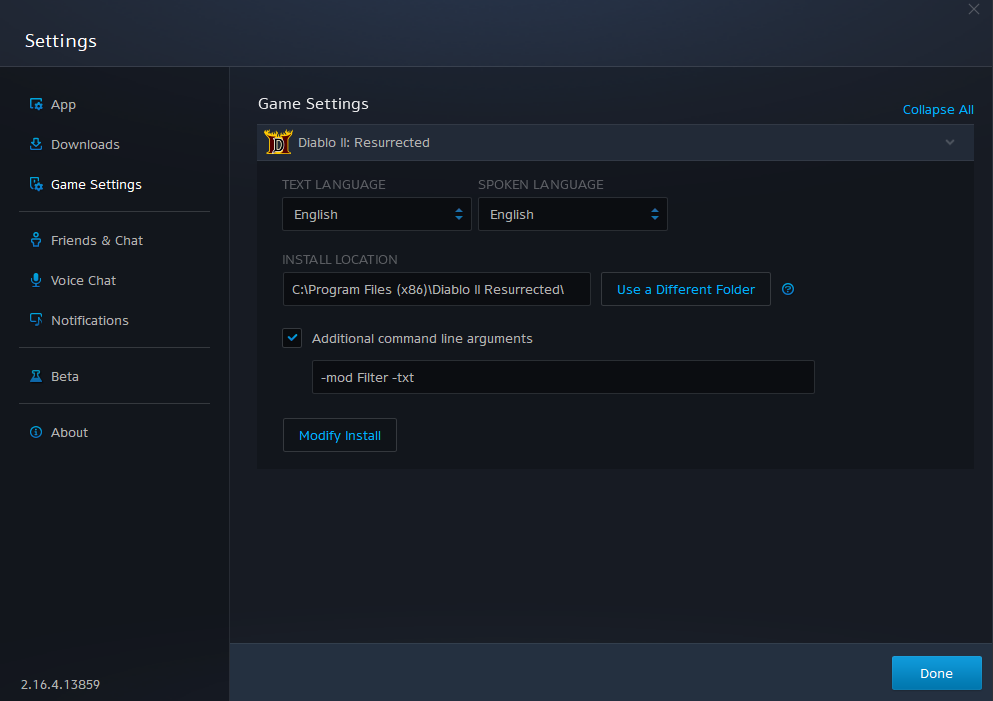 Settings
App
Downloads
Game Settings
Friends & Chat
Voice Chat
Notifications
Beta
About
2.16.4.13859
Game Settings
Collapse All
Diablo II: Resurrected
TEXT LANGUAGE SPOKEN LANGUAGE
English English
INSTALL LOCATION
C:\Program Files (x86)\Diablo II Resurrected\ Use a Different Folder
Additional command line arguments
-mod Filter -txt
Modify Install
Done